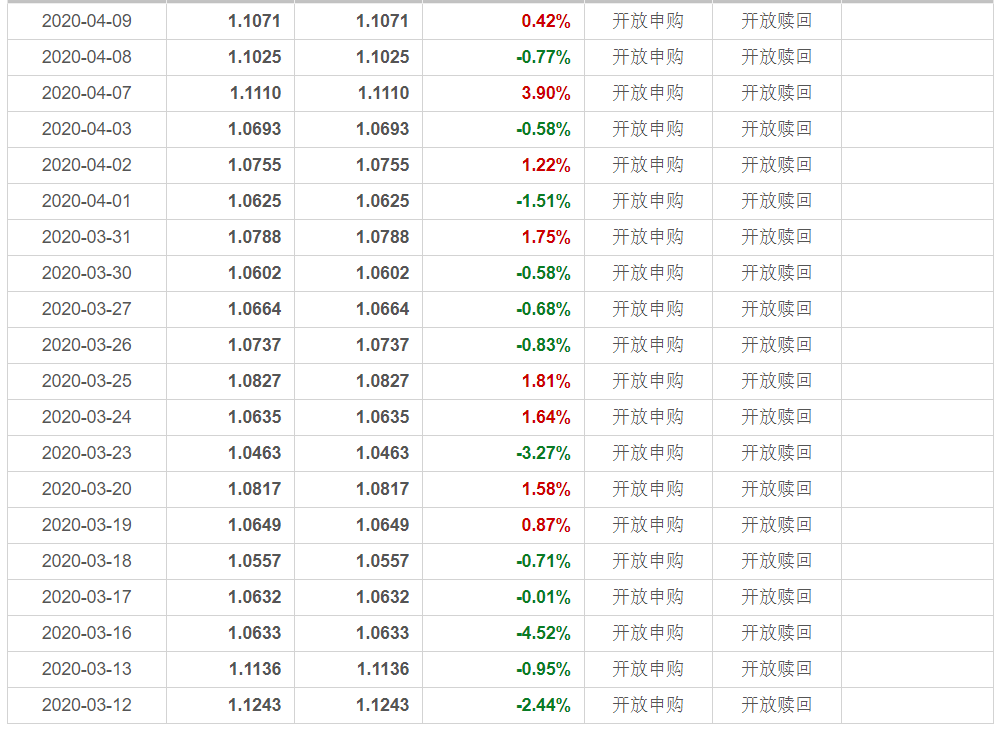 2020-04-09 1.1071 1.1071 0.42% 开放申购 开放赎回
2020-04-08 1.1025 1.1025 -0.77% 开放申购 开放赎回
2020-04-07 1.1110 1.1110 3.90% 开放申购 开放赎回
2020-04-03 1.0693 1.0693 -0.58% 开放申购 开放赎回
2020-04-02 1.0755 1.0755 1.22% 开放申购 开放赎回
2020-04-01 1.0625 1.0625 -1.51% 开放申购 开放赎回
2020-03-31 1.0788 1.0788 1.75% 开放申购 开放赎回
2020-03-30 1.0602 1.0602 -0.58% 开放申购 开放赎回
2020-03-27 1.0664 1.0664 -0.68% 开放申购 开放赎回
2020-03-26 1.0737 1.0737 -0.83% 开放申购 开放赎回
2020-03-25 1.0827 1.0827 1.81% 开放申购 开放赎回
2020-03-24 1.0635 1.0635 1.64% 开放申购 开放赎回
2020-03-23 1.0463 1.0463 -3.27% 开放申购 开放赎回
2020-03-20 1.0817 1.0817 1.58% 开放申购 开放赎回
2020-03-19 1.0649 1.0649 0.87% 开放申购 开放赎回
2020-03-18 1.0557 1.0557 -0.71% 开放申购 开放赎回
2020-03-17 1.0632 1.0632 -0.01% 开放申购 开放赎回
2020-03-16 1.0633 1.0633 -4.52% 开放申购 开放赎回
2020-03-13 1.1136 1.1136 -0.95% 开放申购 开放赎回
2020-03-12 1.1243 1.1243 -2.44% 开放申购 开放赎回